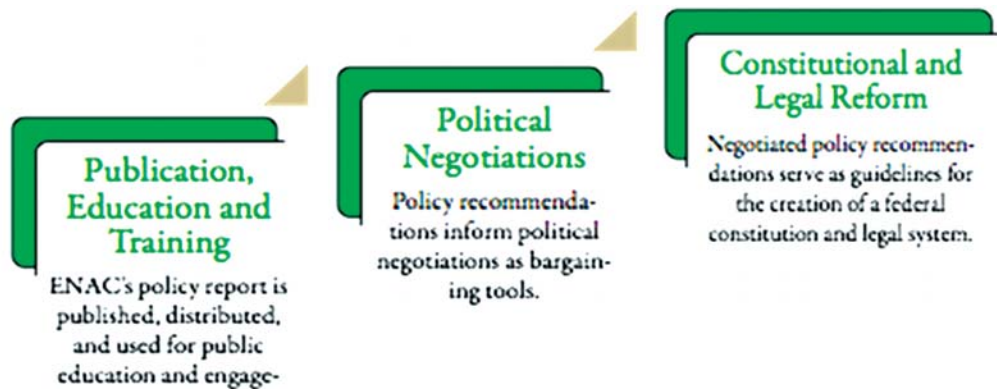 Publication,
Education and
Training
ENAC's policy report is
published, distributed,
and used for public
education and engage-
Political
Negotiations
Policy recommenda-
tions inform political
negotiations as bargain-
ing tools.
Constitutional and
Legal Reform
Negotiated policy recommen-
dations serve as guidelines for
the creation of a federal
constitution and legal system.